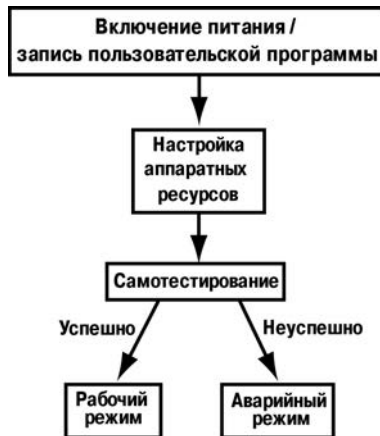 Включение питания /
запись пользовательской программы
Настройка
аппаратных
ресурсов
Самотестирование
Успешно
Неуспешно
Рабочий
режим
Аварийный
режим